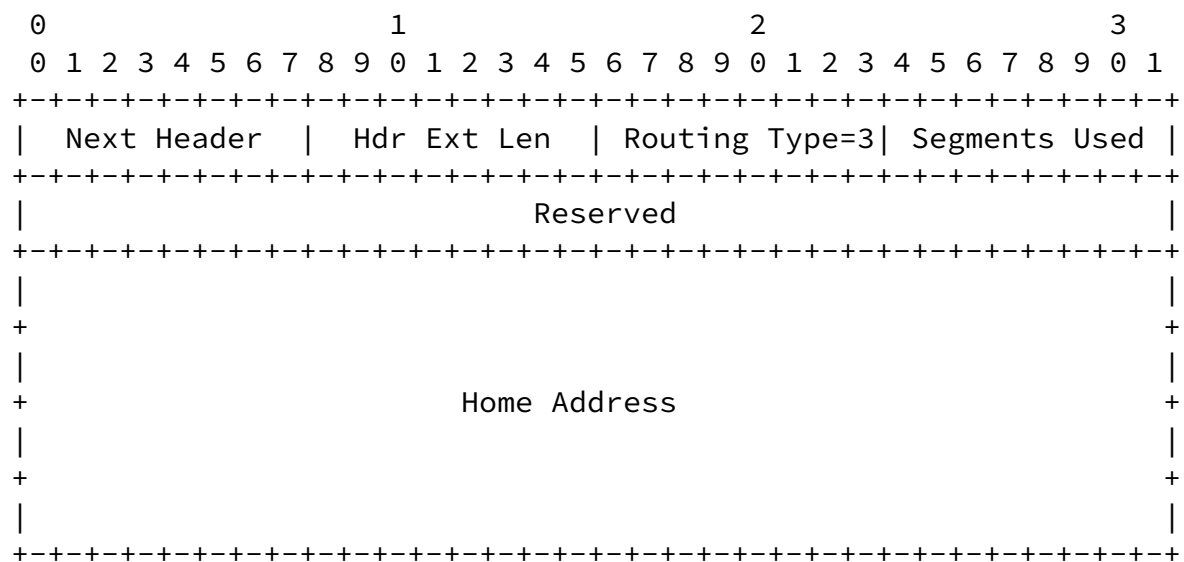 0                   1                   2                   3
 0 1 2 3 4 5 6 7 8 9 0 1 2 3 4 5 6 7 8 9 0 1 2 3 4 5 6 7 8 9 0 1
+-+-+-+-+-+-+-+-+-+-+-+-+-+-+-+-+-+-+-+-+-+-+-+-+-+-+-+-+-+-+-+-+
|  Next Header  |  Hdr Ext Len  | Routing Type=3| Segments Used |
+-+-+-+-+-+-+-+-+-+-+-+-+-+-+-+-+-+-+-+-+-+-+-+-+-+-+-+-+-+-+-+-+
|                            Reserved                           |
+-+-+-+-+-+-+-+-+-+-+-+-+-+-+-+-+-+-+-+-+-+-+-+-+-+-+-+-+-+-+-+-+
|                                                               |
+                                                               +
|                                                               |
+                        Home Address                           +
|                                                               |
+                                                               +
|                                                               |
+-+-+-+-+-+-+-+-+-+-+-+-+-+-+-+-+-+-+-+-+-+-+-+-+-+-+-+-+-+-+-+-+